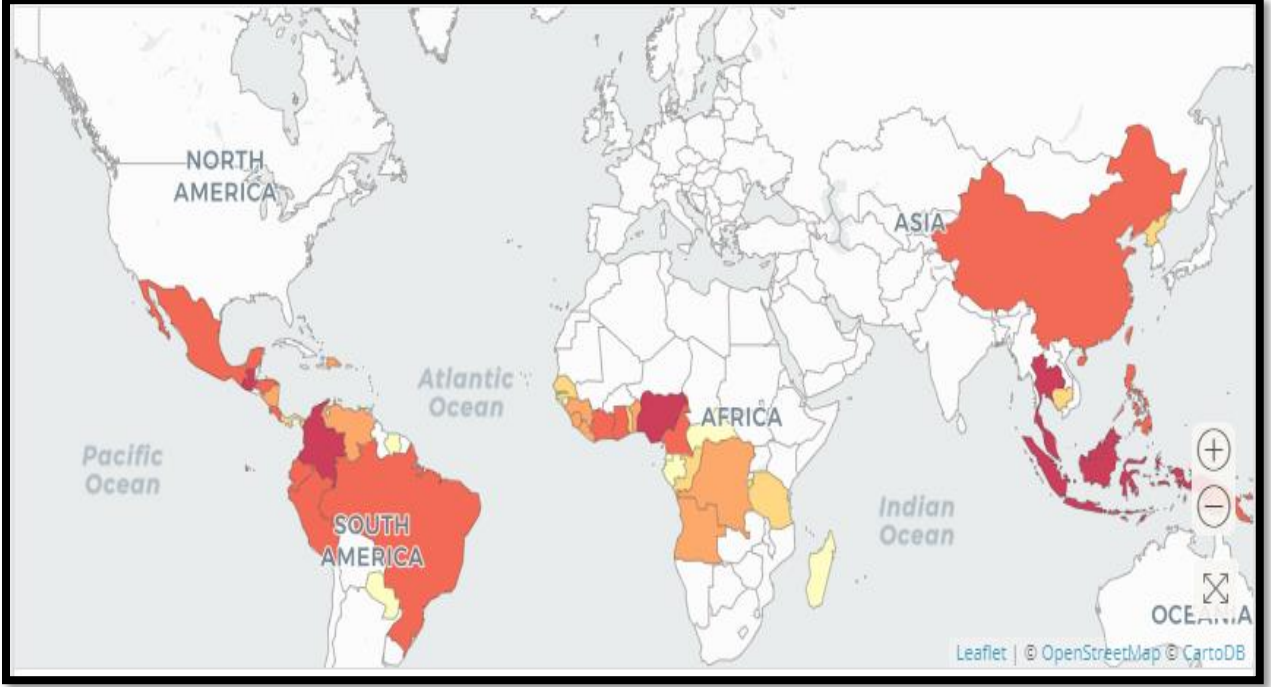 NORTH
AMERICA
ASIA
Atlantic
Ocean
AFRICA
Pacific
Ocean
+
Indian
Ocean
−
SOUTH
AMERICA
OCEANIA
Leaflet | © OpenStreetMap © CartoDB